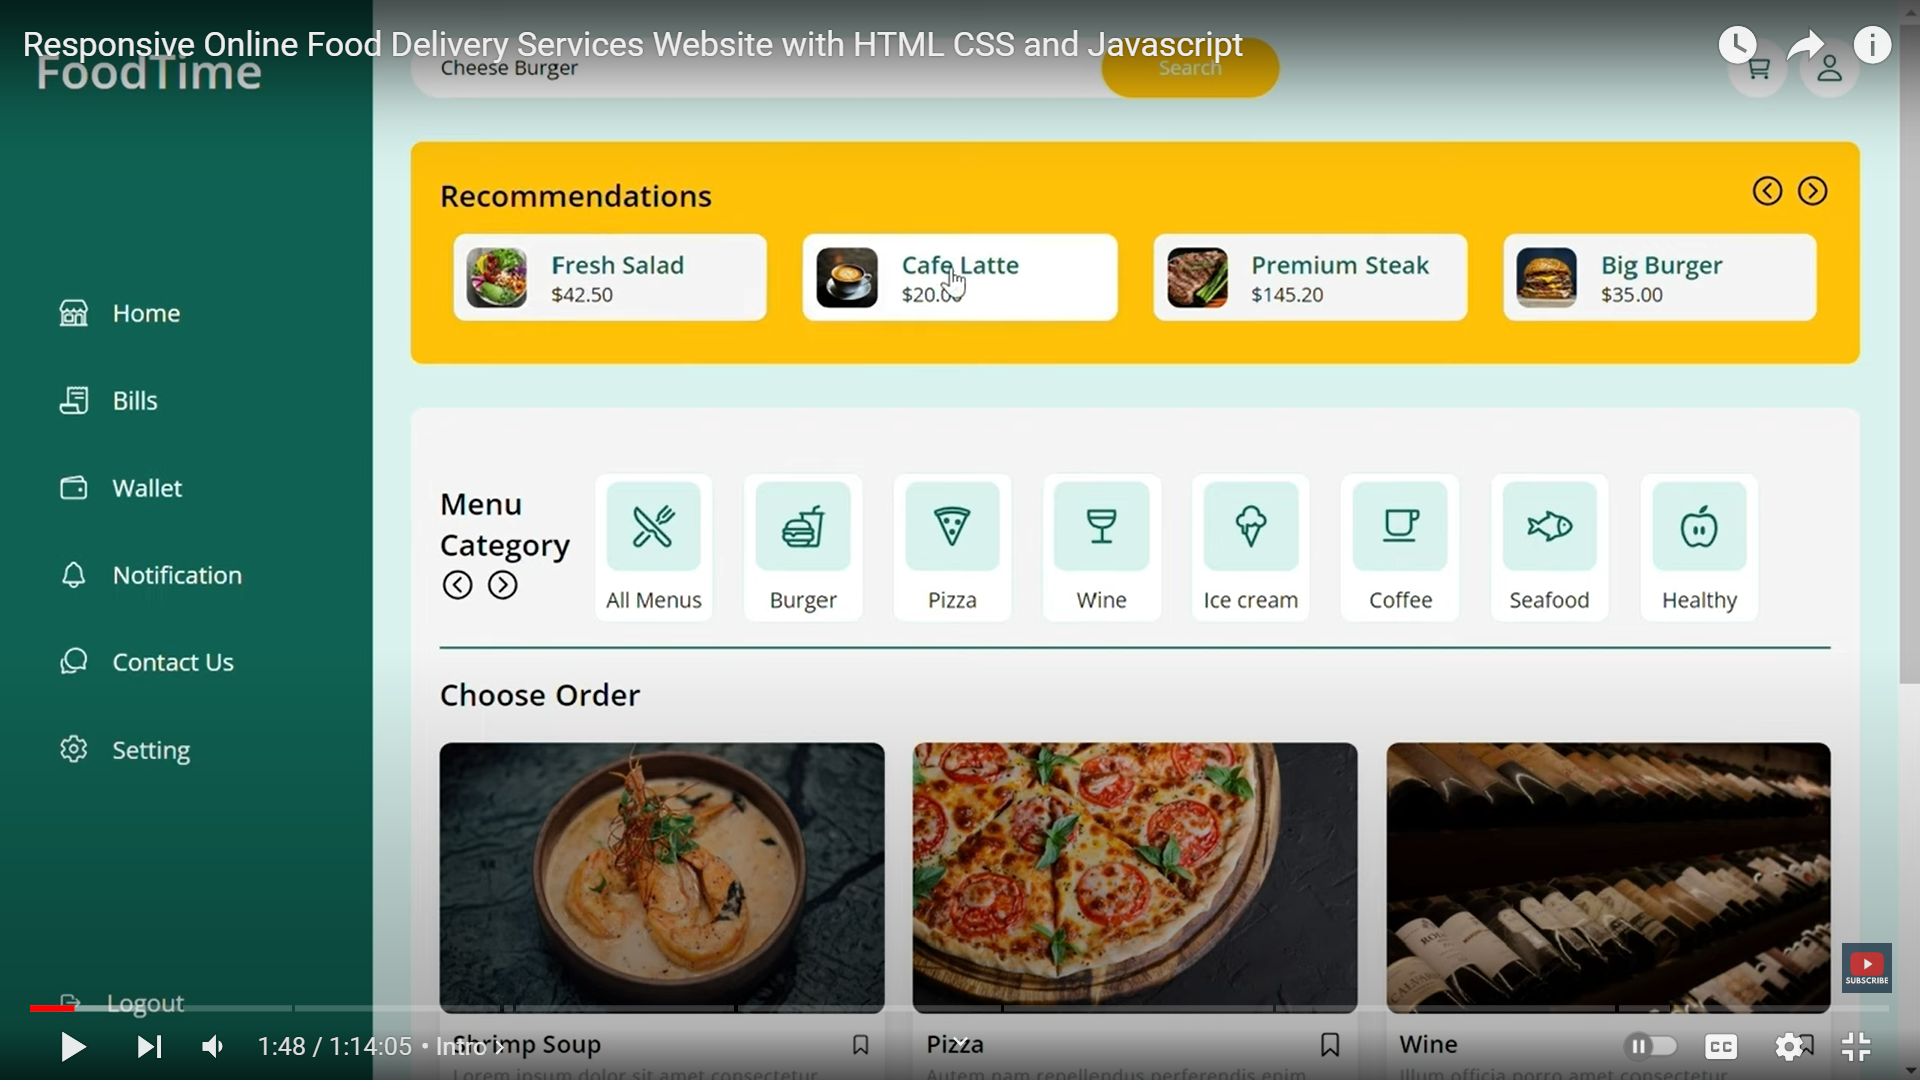 Responsive Online Food Delivery Services Website with HTML CSS and Javascript
FoodTime
Cheese Burger
Search
Recommendations
Fresh Salad
$42.50
Cafe Latte
$20.00
Premium Steak
$145.20
Big Burger
$35.00
Home
Bills
Wallet
Notification
Contact Us
Setting
Logout
Menu
Category
All Menus
Burger
Pizza
Wine
Ice cream
Coffee
Seafood
Healthy
Choose Order
SUBSCRIBE
1:48 / 1:14:05 • Intro
Shrimp Soup
Pizza
Wine
CC
Lorem ipsum dolor sit amet consectetur
Autem nam repellendus perferendis enim
Illum officia porro amet consectetur